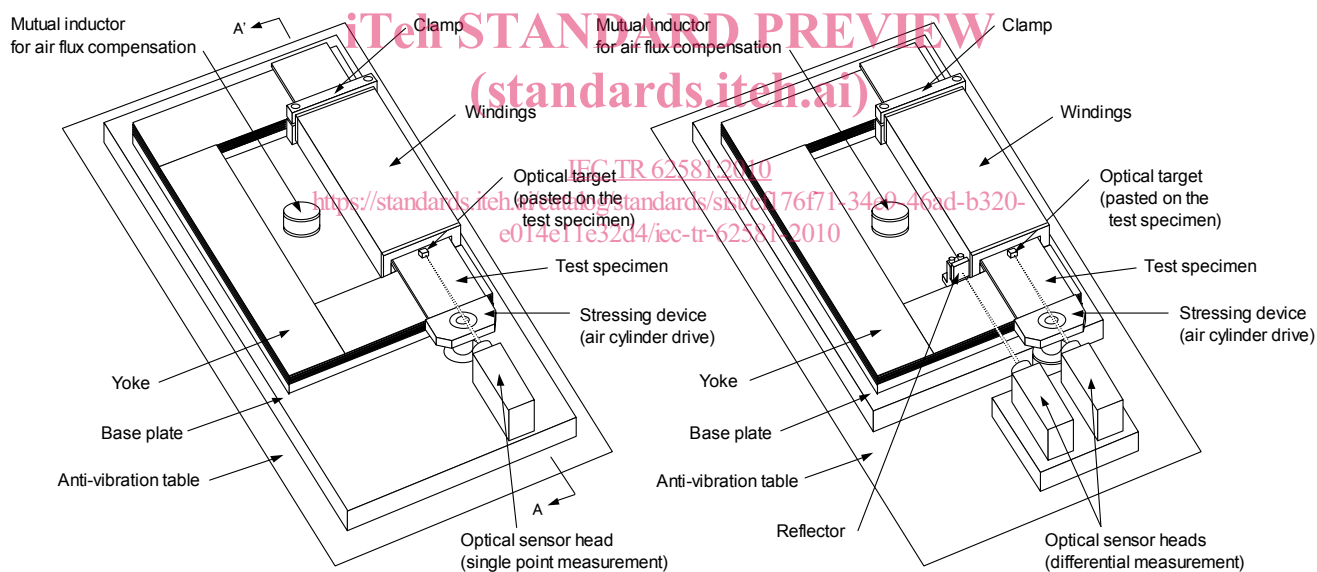 Mutual inductor
for air flux compensation
A'
Clamp
Windings
Optical target
(pasted on the
test specimen)
Test specimen
Stressing device
(air cylinder drive)
Yoke
Base plate
Anti-vibration table
A
Optical sensor head
(single point measurement)
iTeh STANDARD PREVIEW
(standards.iteh.ai)
IEC TR 62581:2010
https://standards.iteh.ai/catalog/standards/sist/
e014e11e32d4/iec-tr-62581-2010
Mutual inductor
for air flux compensation
Clamp
Windings
Optical target
(pasted on the
test specimen)
Test specimen
Stressing device
(air cylinder drive)
Yoke
Base plate
Anti-vibration table
Reflector
Optical sensor heads
(differential measurement)